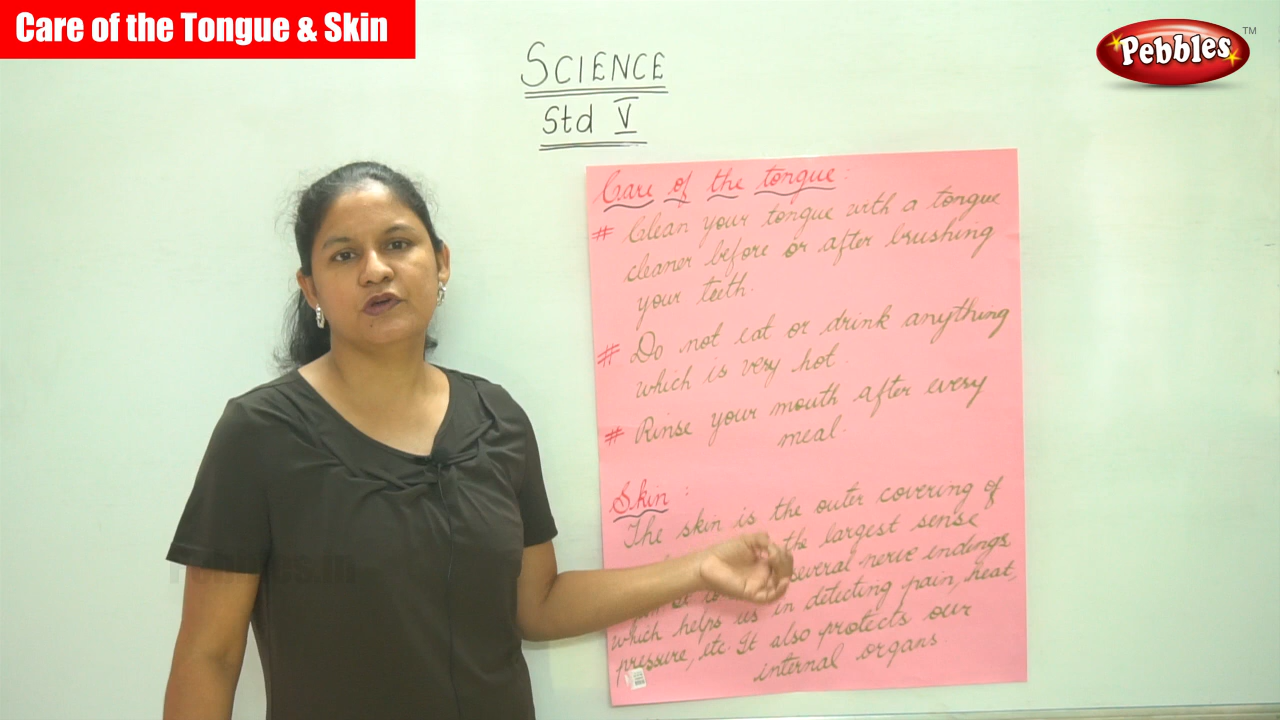 Care of the Tongue & Skin
Pebbles TM
SCIENCE
Std V
Care of the tongue:
# Clean your tongue with a tongue
cleaner before or after brushing
your teeth.
# Do not eat or drink anything
which is very hot.
# Rinse your mouth after every
meal.
Skin:
The skin is the outer covering of
the largest sense
several nerve endings
which helps us in detecting pain, heat,
pressure, etc. It also protects our
internal organs.
Pebbles.in